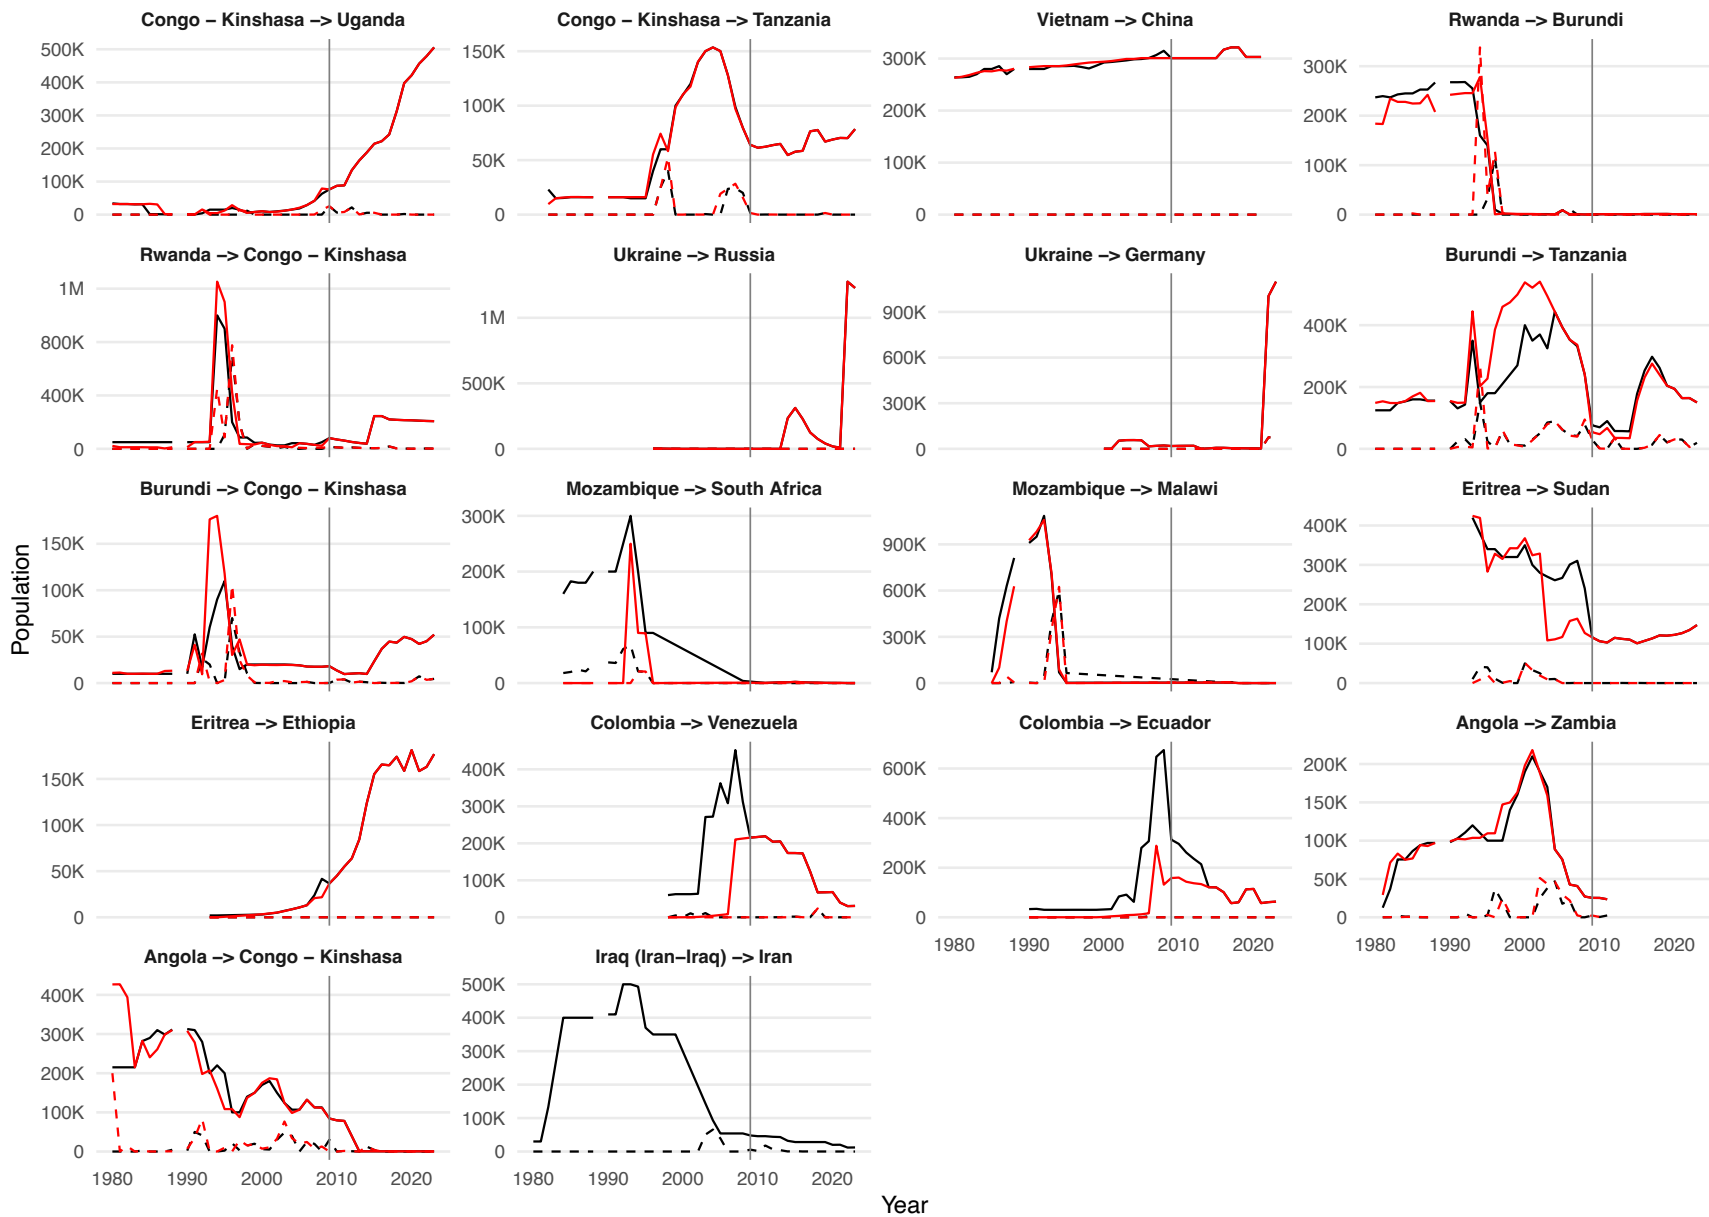 Congo − Kinshasa −> Uganda
Congo − Kinshasa −> Tanzania
Vietnam −> China
Rwanda −> Burundi
500K
400K
300K
200K
100K
0
150K
100K
50K
0
300K
200K
100K
0
300K
200K
100K
0
Rwanda −> Congo − Kinshasa
Ukraine −> Russia
Ukraine −> Germany
Burundi −> Tanzania
1M
800K
400K
0
1M
500K
0
900K
600K
300K
0
400K
200K
0
Burundi −> Congo − Kinshasa
Mozambique −> South Africa
Mozambique −> Malawi
Eritrea −> Sudan
150K
100K
50K
0
300K
200K
100K
0
900K
600K
300K
0
400K
300K
200K
100K
0
Population
Eritrea −> Ethiopia
Colombia −> Venezuela
Colombia −> Ecuador
Angola −> Zambia
150K
100K
50K
0
400K
300K
200K
100K
0
600K
400K
200K
0
200K
150K
100K
50K
0
1980 1990 2000 2010 2020
1980 1990 2000 2010 2020
Angola −> Congo − Kinshasa
Iraq (Iran−Iraq) −> Iran
400K
300K
200K
100K
0
500K
400K
300K
200K
100K
0
1980 1990 2000 2010 2020
1980 1990 2000 2010 2020
Year